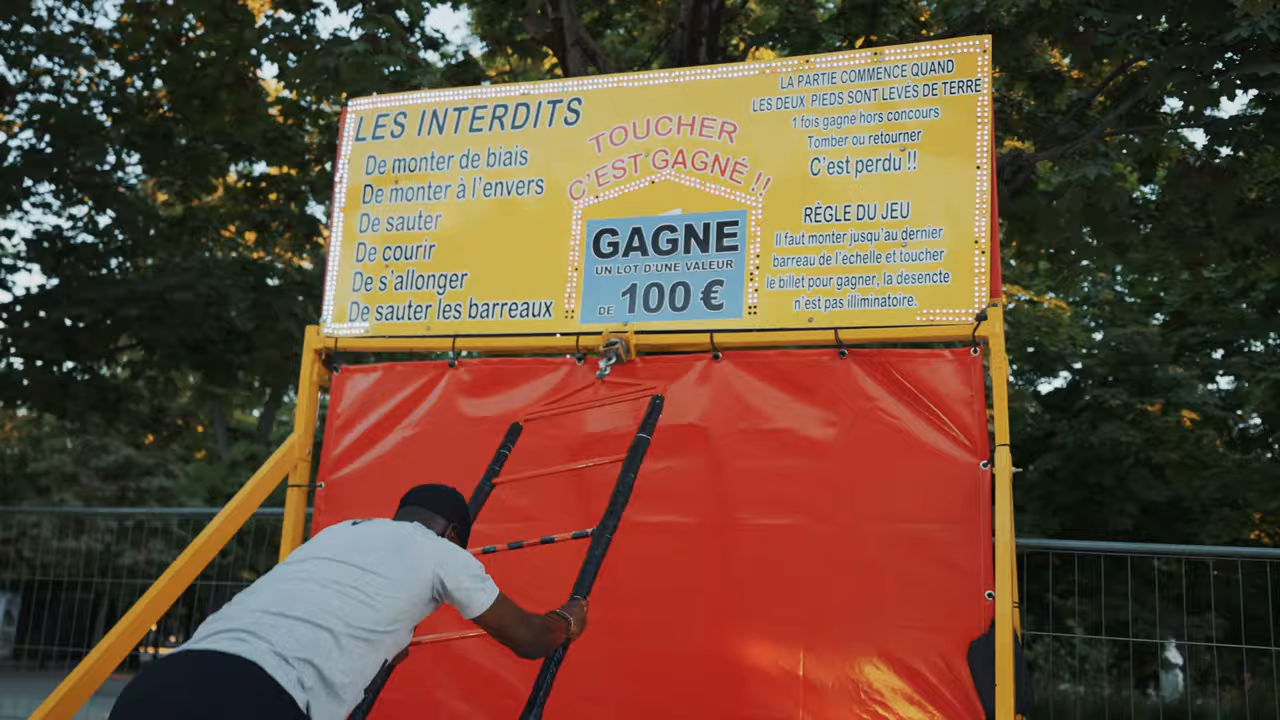 LES INTERDITS
De monter de biais
De monter à l'envers
De sauter
De courir
De s'allonger
De sauter les barreaux
TOUCHER
C'EST GAGNÉ !!
GAGNE
UN LOT D'UNE VALEUR
DE 100 €
LA PARTIE COMMENCE QUAND
LES DEUX PIEDS SONT LEVÉS DE TERRE
1 fois gagné hors concours
Tomber ou retourner
C'est perdu !!
RÈGLE DU JEU
Il faut monter jusqu'au dernier
barreau de l'échelle et toucher
le billet pour gagner, la desencte
n'est pas illiminatoire.